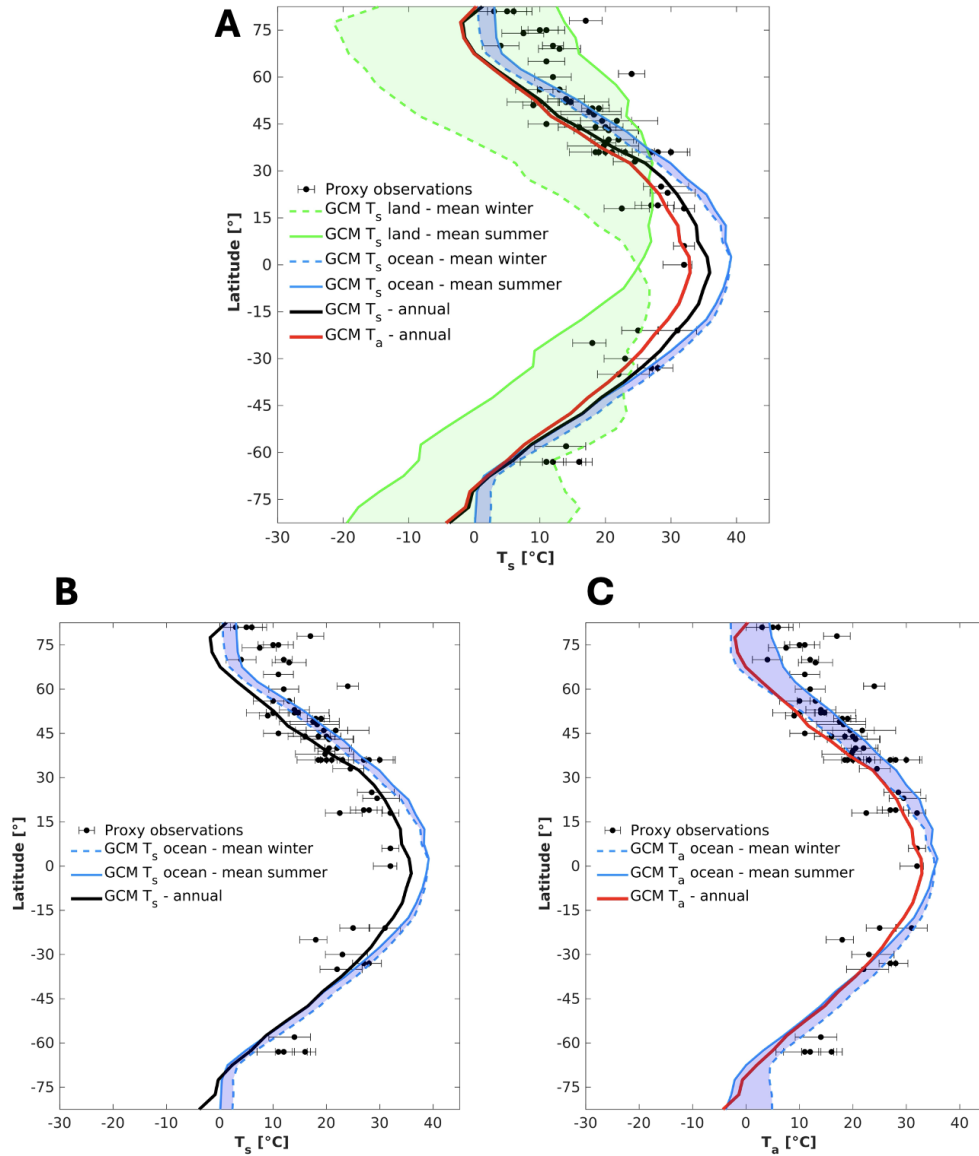 A
75
60
45
30
15
0
-15
-30
-45
-60
-75
Latitude [°]
Proxy observations
GCM Ts land - mean winter
GCM Ts land - mean summer
GCM Ts ocean - mean winter
GCM Ts ocean - mean summer
GCM Ts - annual
GCM Ta - annual
-30 -20 -10 0 10 20 30 40
Ts [°C]
B
75
60
45
30
15
0
-15
-30
-45
-60
-75
Latitude [°]
Proxy observations
GCM Ts ocean - mean winter
GCM Ts ocean - mean summer
GCM Ts - annual
-30 -20 -10 0 10 20 30 40
Ts [°C]
C
75
60
45
30
15
0
-15
-30
-45
-60
-75
Latitude [°]
Proxy observations
GCM Ta ocean - mean winter
GCM Ta ocean - mean summer
GCM Ta - annual
-30 -20 -10 0 10 20 30 40
Ta [°C]